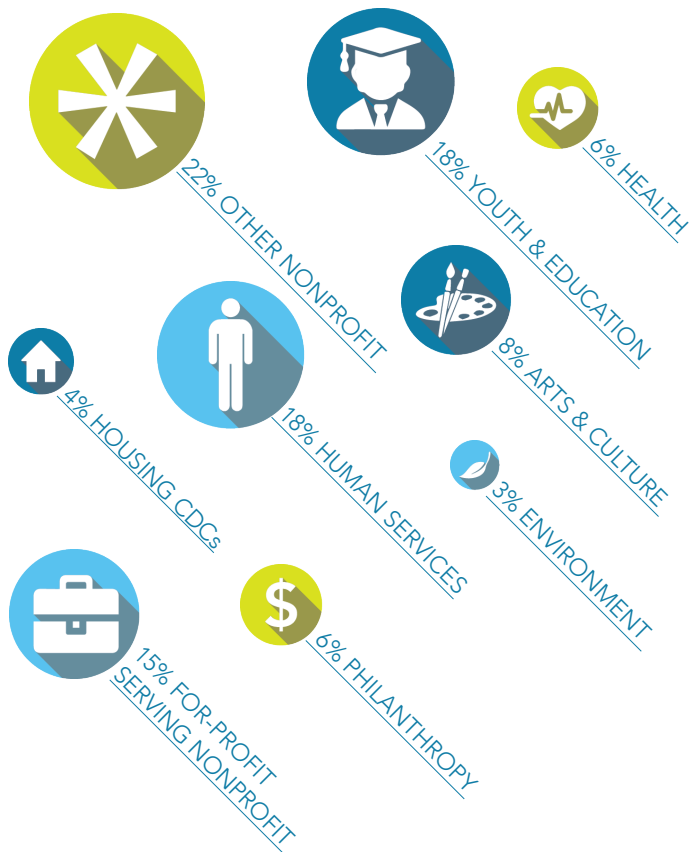 22% OTHER NONPROFIT
18% YOUTH & EDUCATION
6% HEALTH
8% ARTS & CULTURE
4% HOUSING CDCs
18% HUMAN SERVICES
3% ENVIRONMENT
15% FOR-PROFIT
SERVING NONPROFIT
$
6% PHILANTHROPY